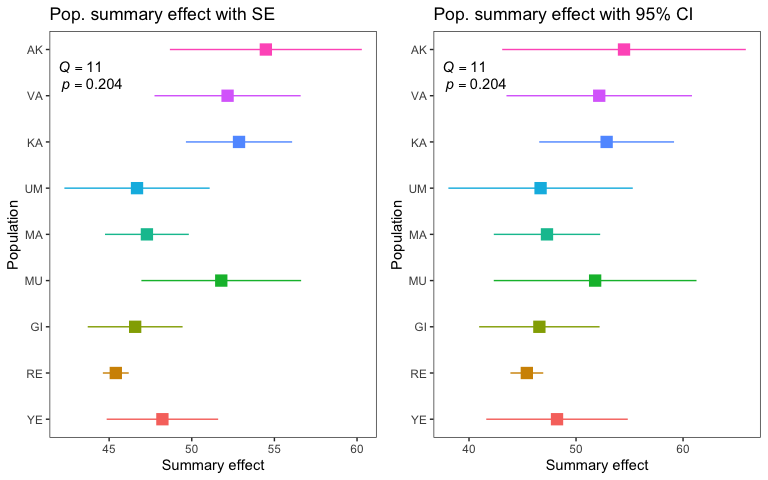 Pop. summary effect with SE
Q = 11
p = 0.204
Population
AK
VA
KA
UM
MA
MU
GI
RE
YE
45 50 55 60
Summary effect
Pop. summary effect with 95% CI
Q = 11
p = 0.204
Population
AK
VA
KA
UM
MA
MU
GI
RE
YE
40 50 60
Summary effect